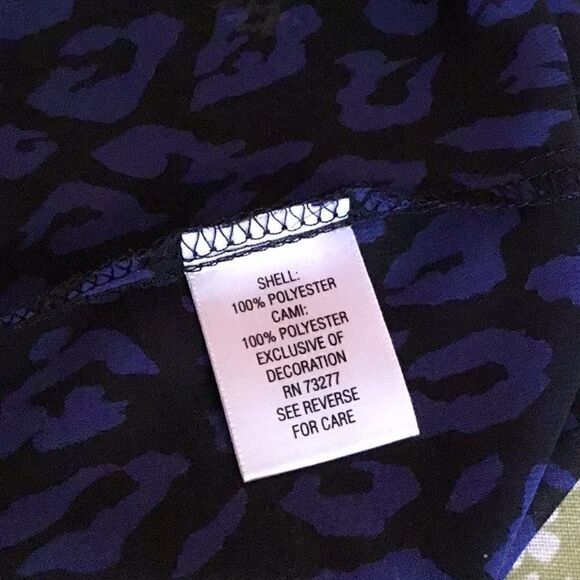 SHELL:
100% POLYESTER
CAMI:
100% POLYESTER
EXCLUSIVE OF
DECORATION
RN 73277
SEE REVERSE
FOR CARE